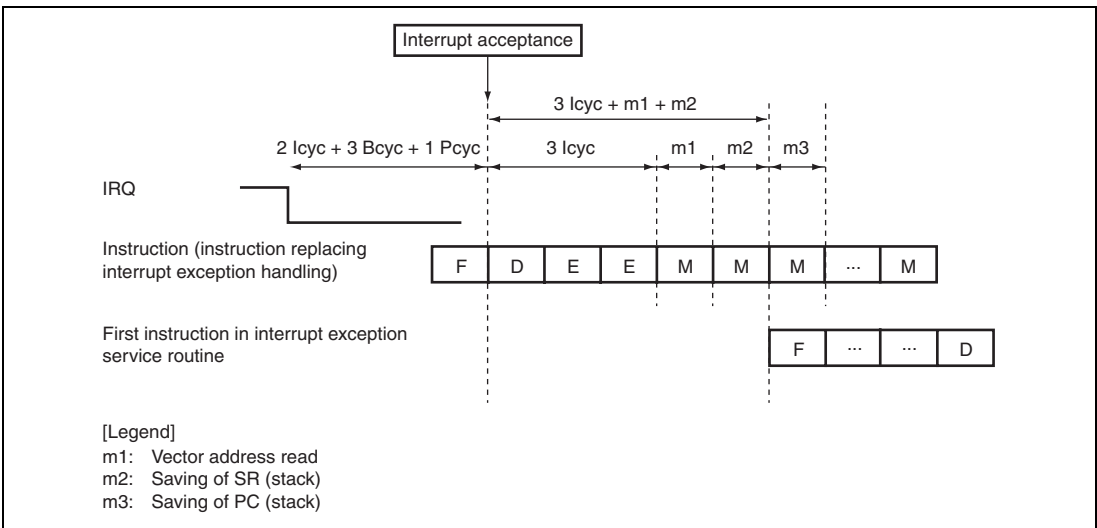 Interrupt acceptance
3 Icyc + m1 + m2
2 Icyc + 3 Bcyc + 1 Pcyc 3 Icyc m1 m2 m3
IRQ
Instruction (instruction replacing
interrupt exception handling)
F D E E M M M ... M
First instruction in interrupt exception
service routine
F ... ... D
[Legend]
m1: Vector address read
m2: Saving of SR (stack)
m3: Saving of PC (stack)